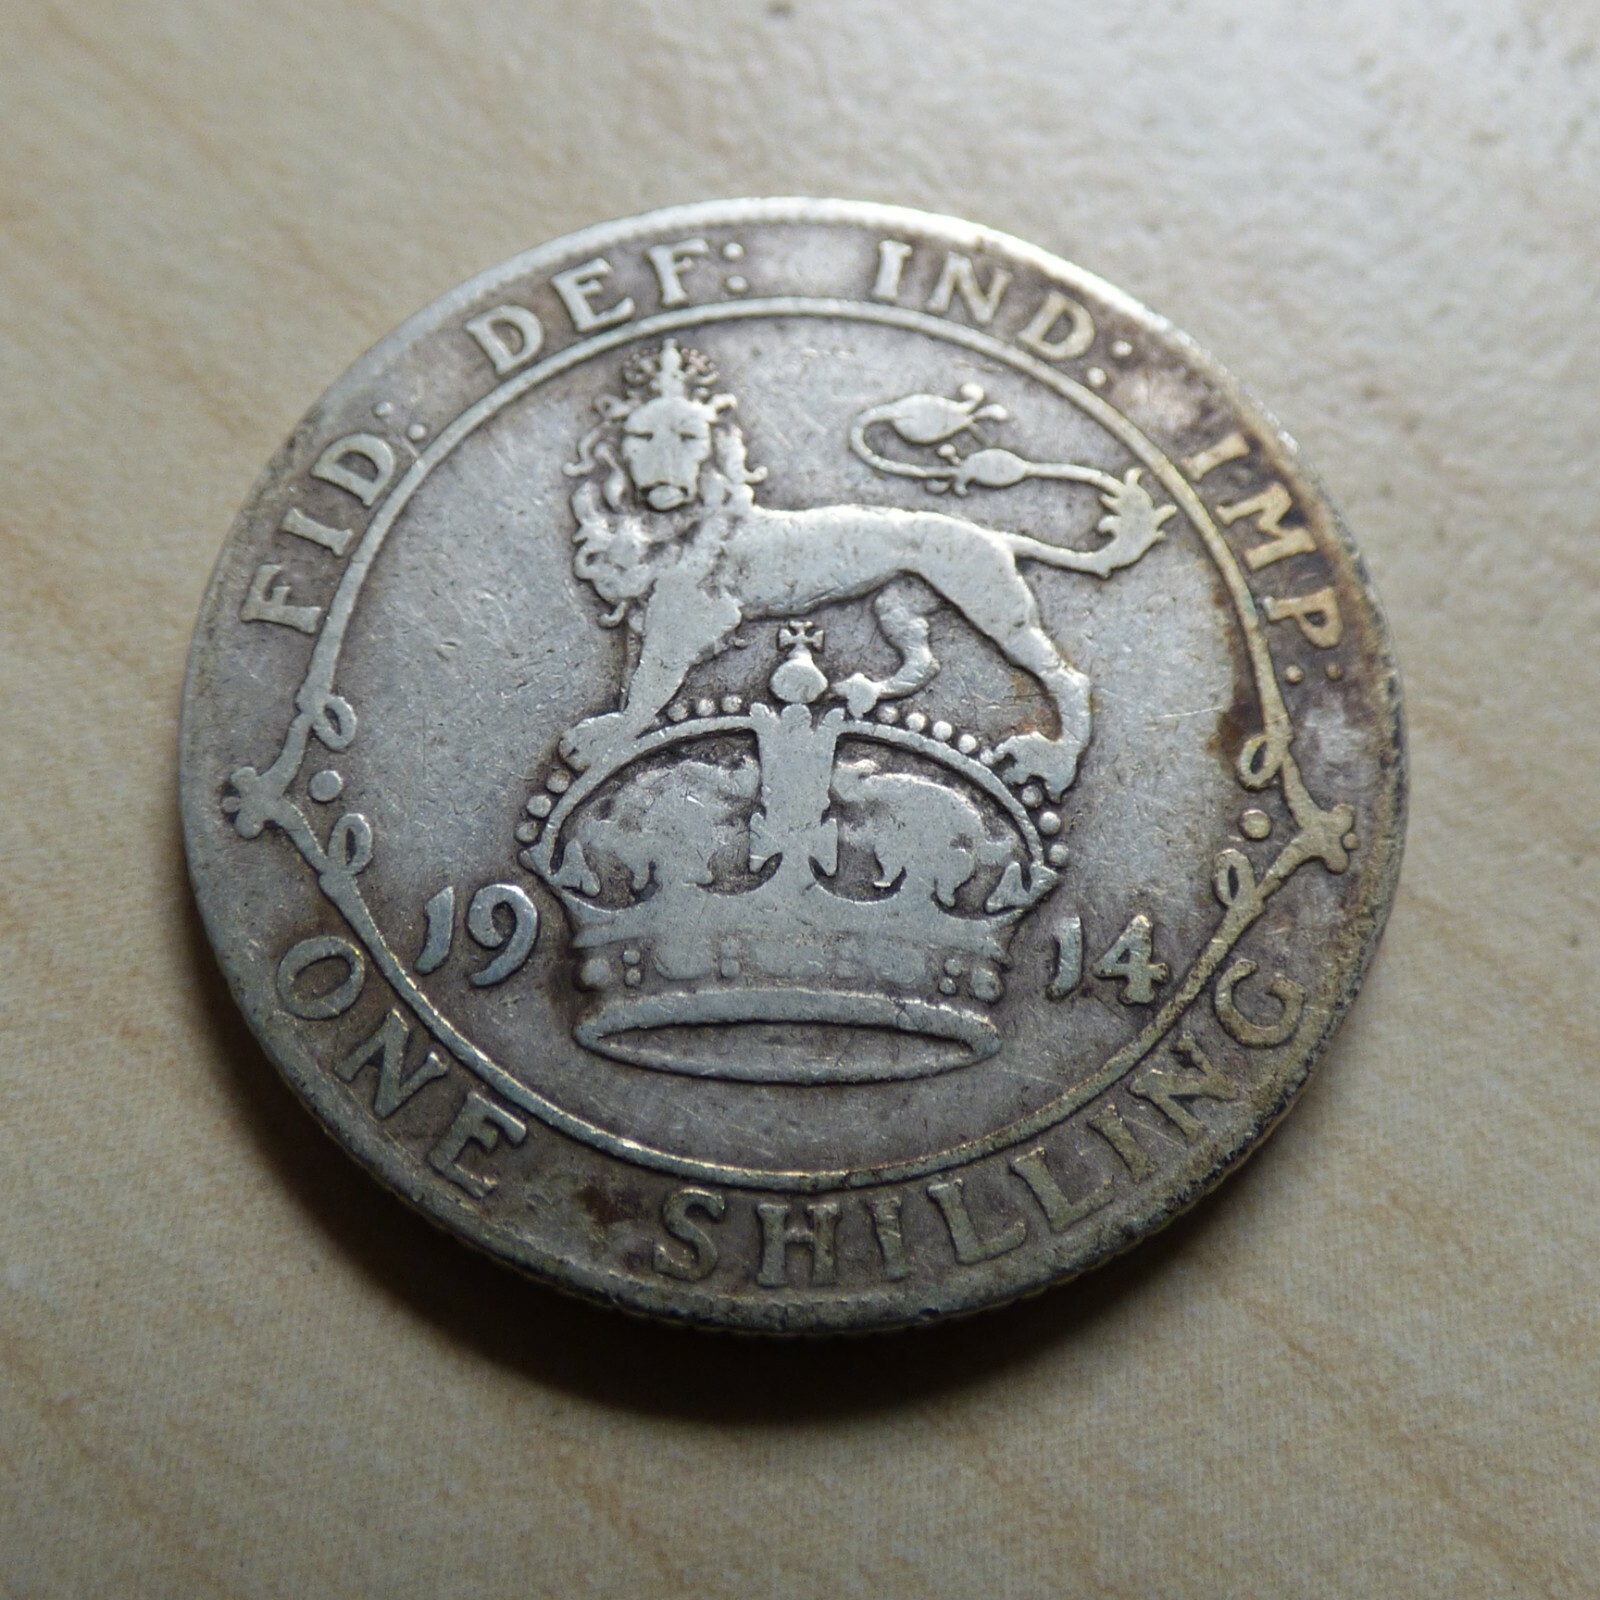 FID: DEF: IND: IMP:
19 14
ONE SHILLING